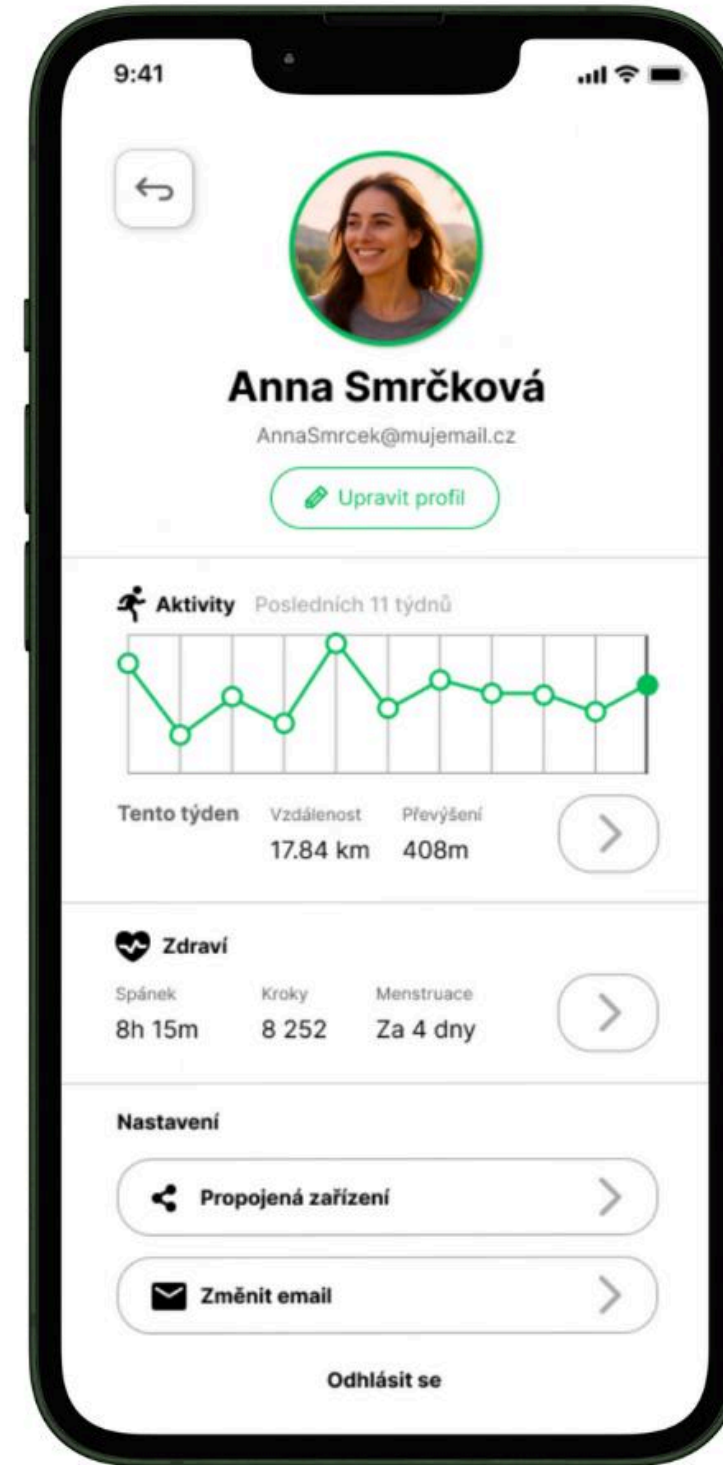 9:41
Anna Smrčková
AnnaSmrcek@mujemail.cz
Upravit profil
Aktivity Posledních 11 týdnů
Tento týden Vzdálenost Převýšení
17.84 km 408m
Zdraví
Spánek Kroky Menstruace
8h 15m 8 252 Za 4 dny
Nastavení
Propojená zařízení
Změnit email
Odhlásit se